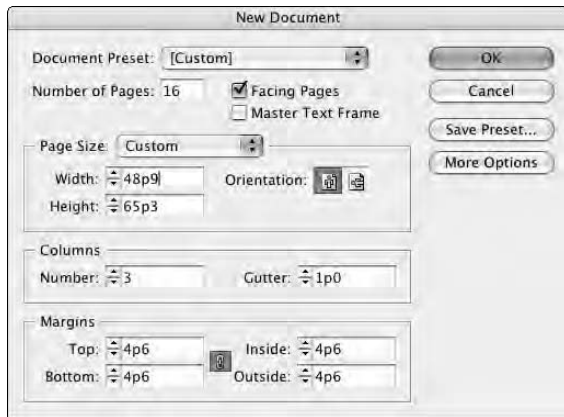 New Document
Document Preset: [Custom]
OK
Number of Pages: 16
Facing Pages
Cancel
Master Text Frame
Save Preset...
Page Size: Custom
More Options
Width: 48p9
Orientation:
Height: 65p3
Columns
Number: 3
Gutter: 1p0
Margins
Top: 4p6
Inside: 4p6
Bottom: 4p6
Outside: 4p6